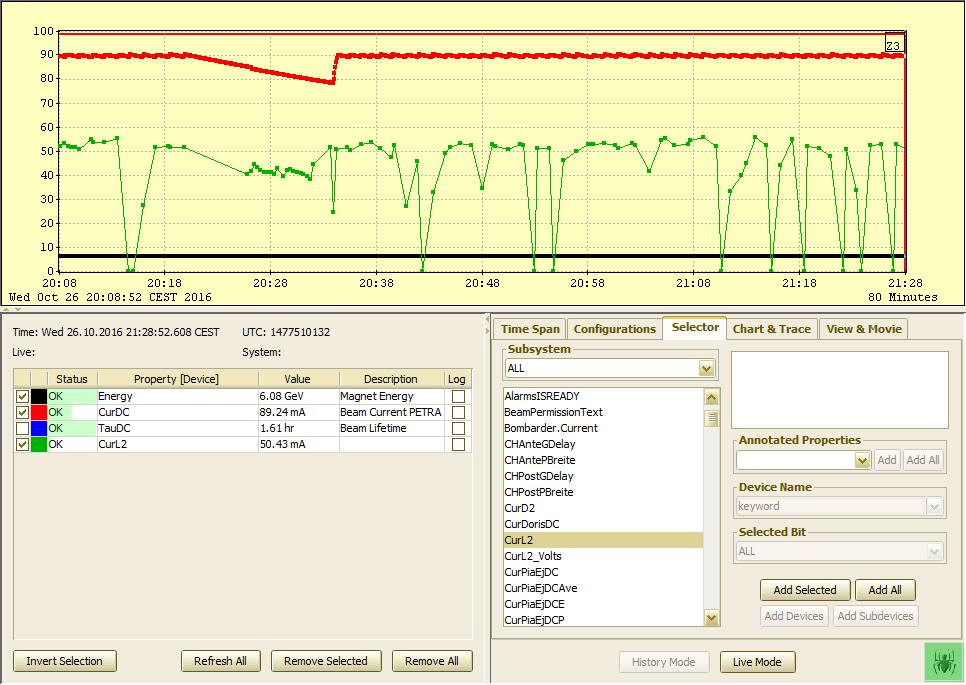 100
90
80
70
60
50
40
30
20
10
0
Z3
20:08 20:18 20:28 20:38 20:48 20:58 21:08 21:18 21:28
Wed Oct 26 20:08:52 CEST 2016 80 Minutes
Time: Wed 26.10.2016 21:28:52.608 CEST UTC: 1477510132
Live: System:
Status Property [Device] Value Description Log
OK Energy 6.08 GeV Magnet Energy
OK CurDC 89.24 mA Beam Current PETRA
OK TauDC 1.61 hr Beam Lifetime
OK CurL2 50.43 mA
Invert Selection Refresh All Remove Selected Remove All
Time Span Configurations Selector Chart & Trace View & Movie
Subsystem
ALL
AlarmsISREADY
BeamPermissionText
Bombarder.Current
CHAnteGDelay
CHAntePBreite
CHPostGDelay
CHPostPBreite
CurD2
CurDorisDC
CurL2
CurL2_Volts
CurPiaEjDC
CurPiaEjDCAve
CurPiaEjDCE
CurPiaEjDCP
Annotated Properties
Add Add All
Device Name
keyword
Selected Bit
ALL
Add Selected Add All
Add Devices Add Subdevices
History Mode Live Mode